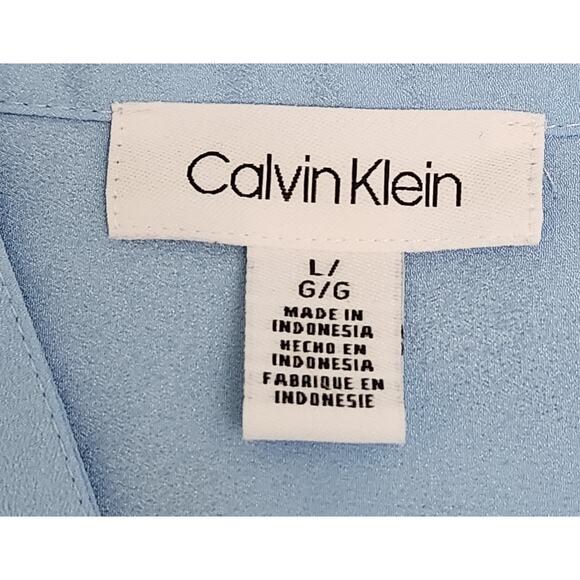 Calvin Klein
L/
G/G
MADE IN
INDONESIA
HECHO EN
INDONESIA
FABRIQUE EN
INDONESIE